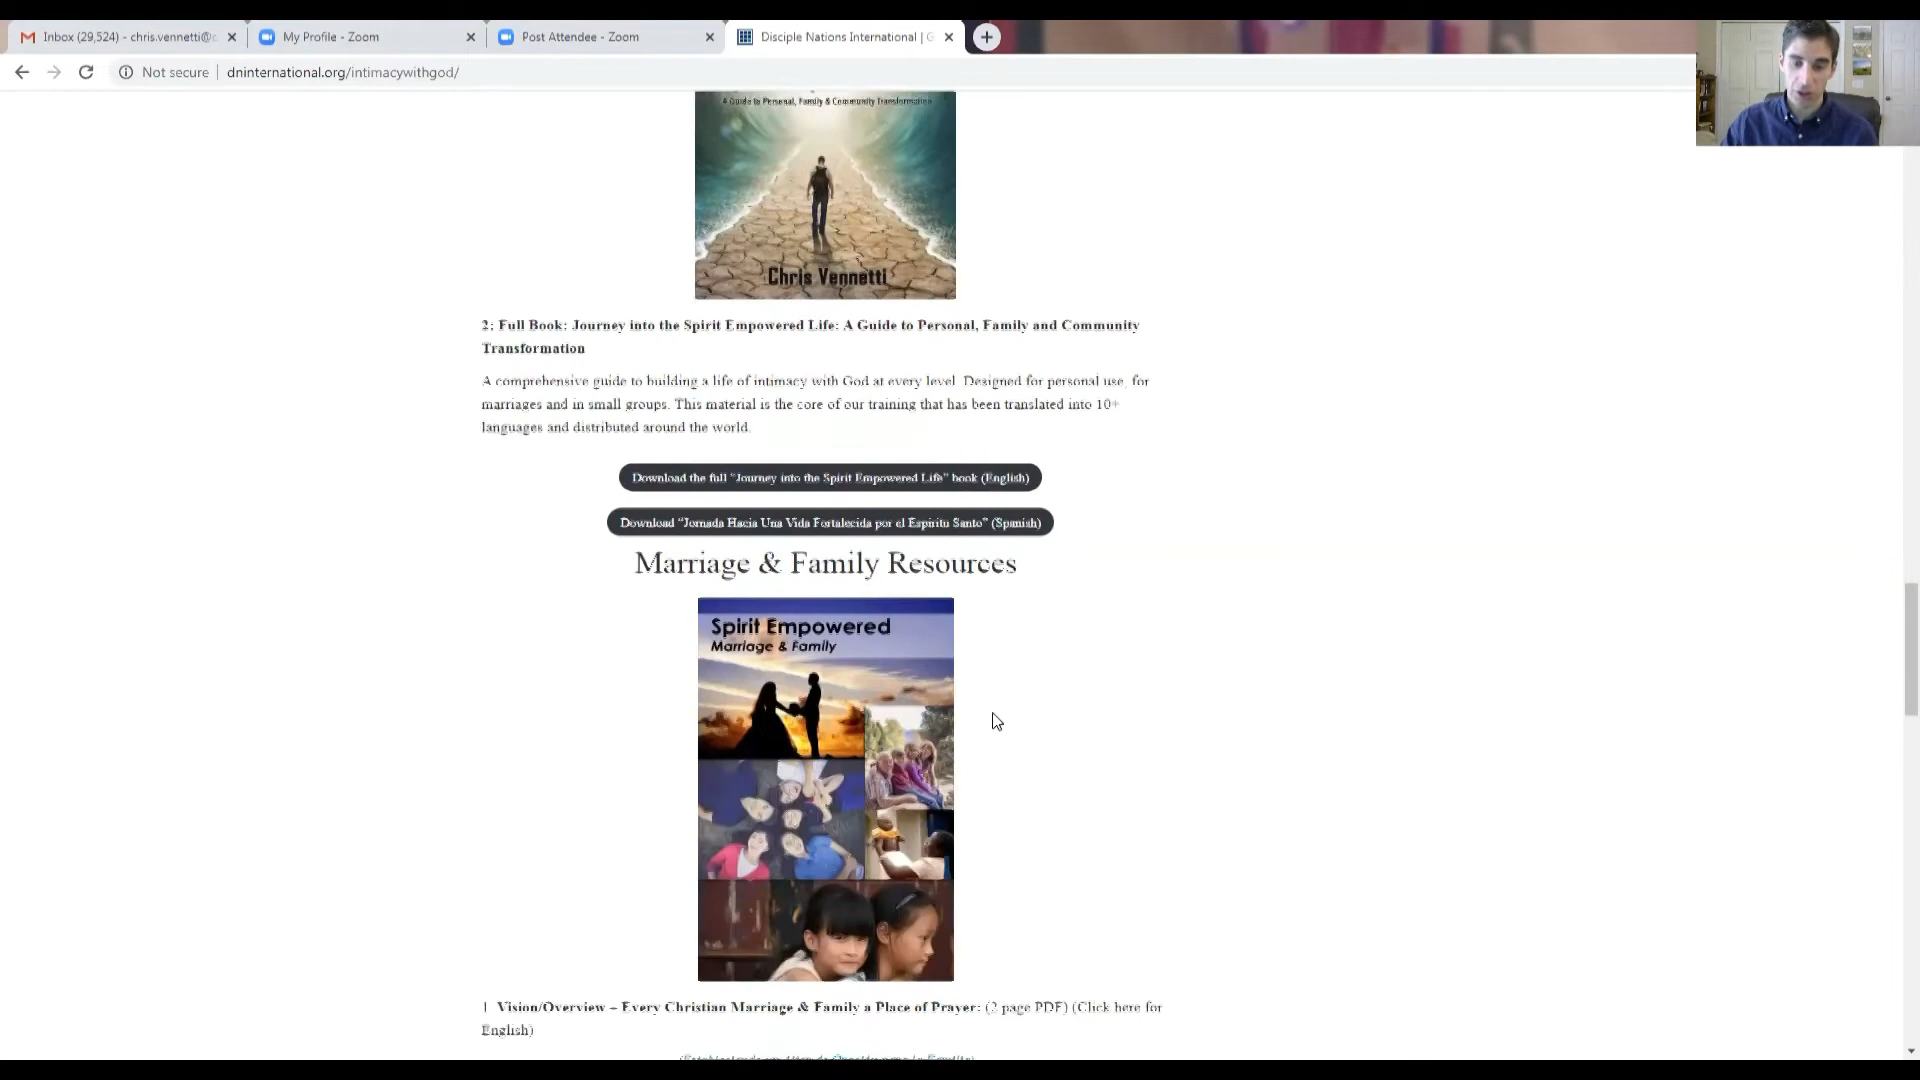 Inbox (29,524) - chris.vennetti@
My Profile - Zoom
Post Attendee - Zoom
Disciple Nations International |
Not secure
dninternational.org/intimacywithgod/
A Guide to Personal, Family & Community Transformation
Chris Vennetti
2: Full Book: Journey into the Spirit Empowered Life: A Guide to Personal, Family and Community
Transformation
A comprehensive guide to building a life of intimacy with God at every level. Designed for personal use, for
marriages and in small groups. This material is the core of our training that has been translated into 10+
languages and distributed around the world.
Download the full "Journey into the Spirit Empowered Life" book (English)
Download "Jornada Hacia Una Vida Fortalecida por el Espiritu Santo" (Spanish)
Marriage & Family Resources
Spirit Empowered
Marriage & Family
1 Vision/Overview – Every Christian Marriage & Family a Place of Prayer: (2 page PDF) (Click here for
English)